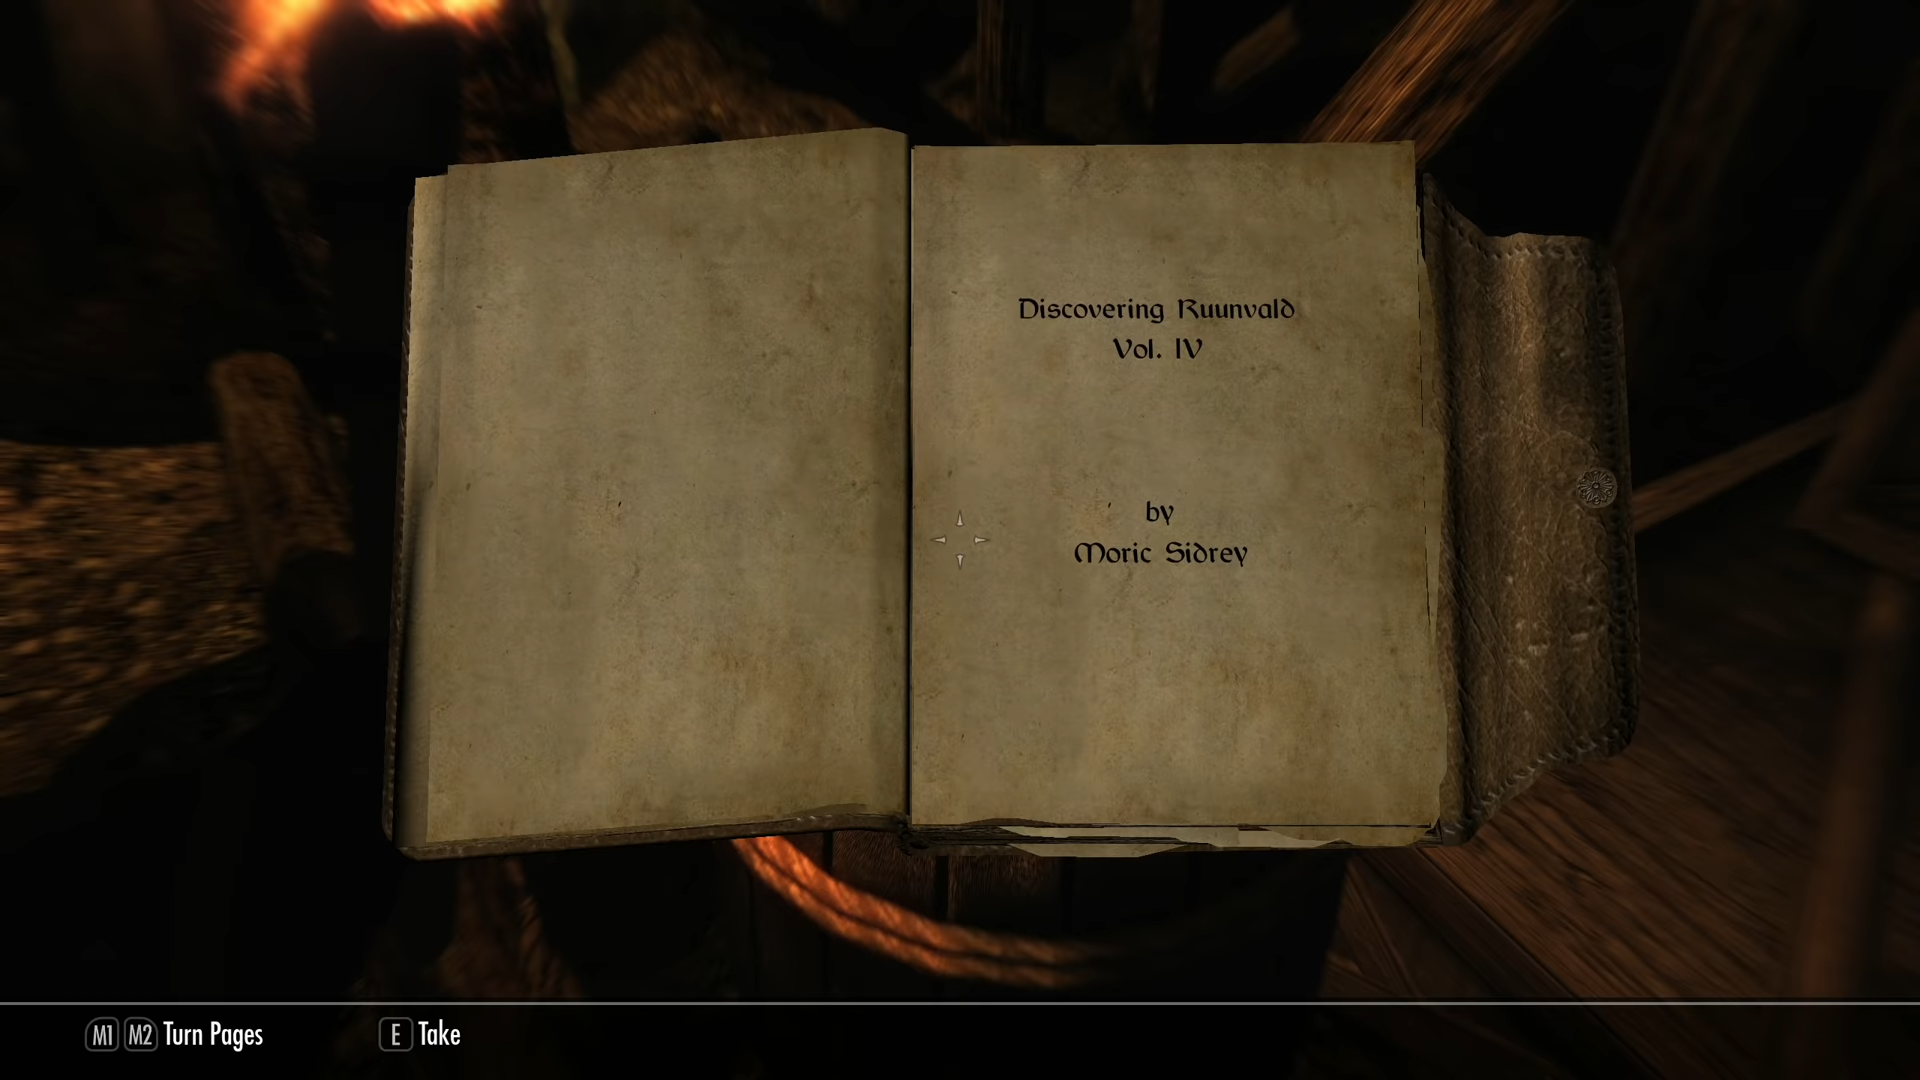 Discovering Ruunvald
Vol. IV
by
Moric Sidrey
M1 M2 Turn Pages
E Take